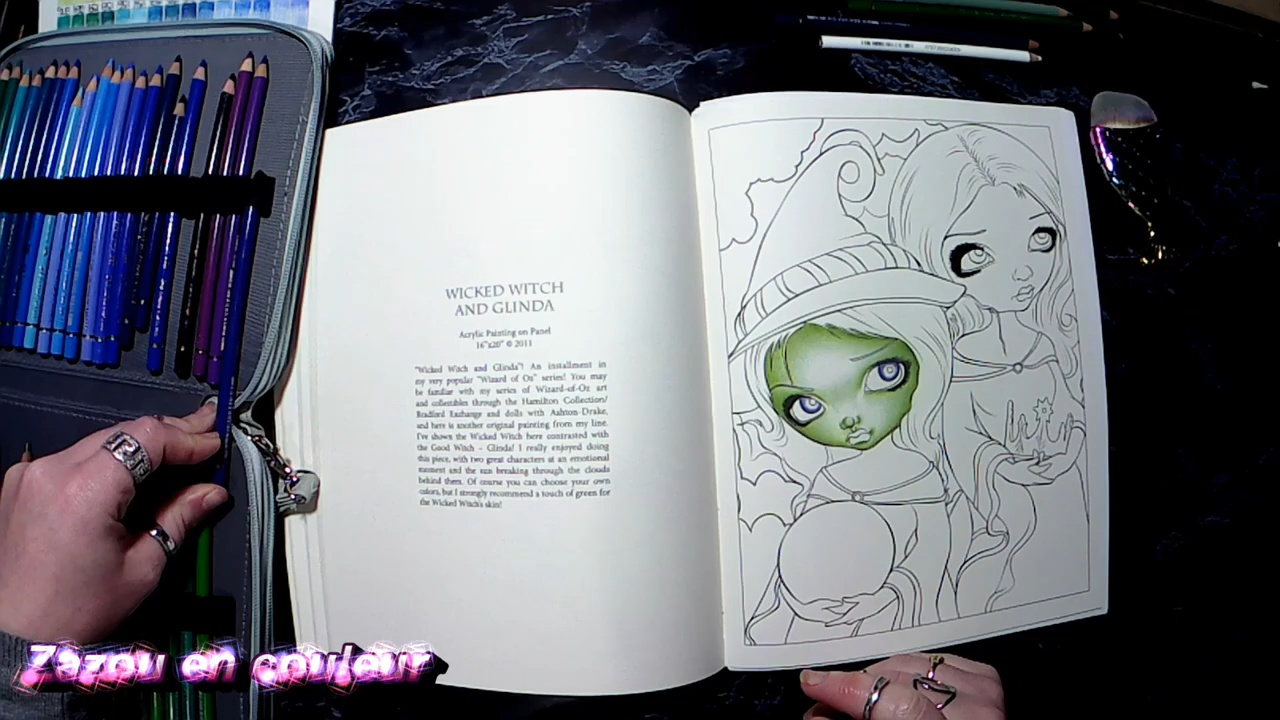 WICKED WITCH
AND GLINDA
Acrylic Painting on Panel
16"x20" © 2011
"Wicked Witch and Glinda"! An installment in
my very popular "Wizard of Oz" series! You may
be familiar with my series of Wizard-of-Oz art
and collectibles through the Hamilton Collection/
Bradford Exchange and dolls with Ashton-Drake,
and here is another original painting from my line.
I've shown the Wicked Witch here contrasted with
the Good Witch – Glinda! I really enjoyed doing
this piece, with two great characters at an emotional
moment and the sun breaking through the clouds
behind them. Of course you can choose your own
colors, but I strongly recommend a touch of green for
the Wicked Witch's skin!
Zazou en couleur